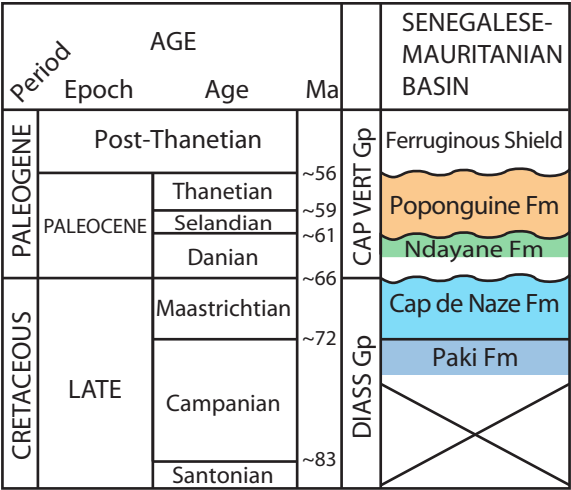 AGE
SENEGALESE-
MAURITANIAN
BASIN
Period
Epoch
Age
Ma
PALEOGENE
Post-Thanetian
CAP VERT Gp
Ferruginous Shield
~56
PALEOCENE
Thanetian
Poponguine Fm
~59
Selandian
~61
Danian
Ndayane Fm
~66
CRETACEOUS
LATE
Maastrichtian
DIASS Gp
Cap de Naze Fm
~72
Campanian
Paki Fm
~83
Santonian